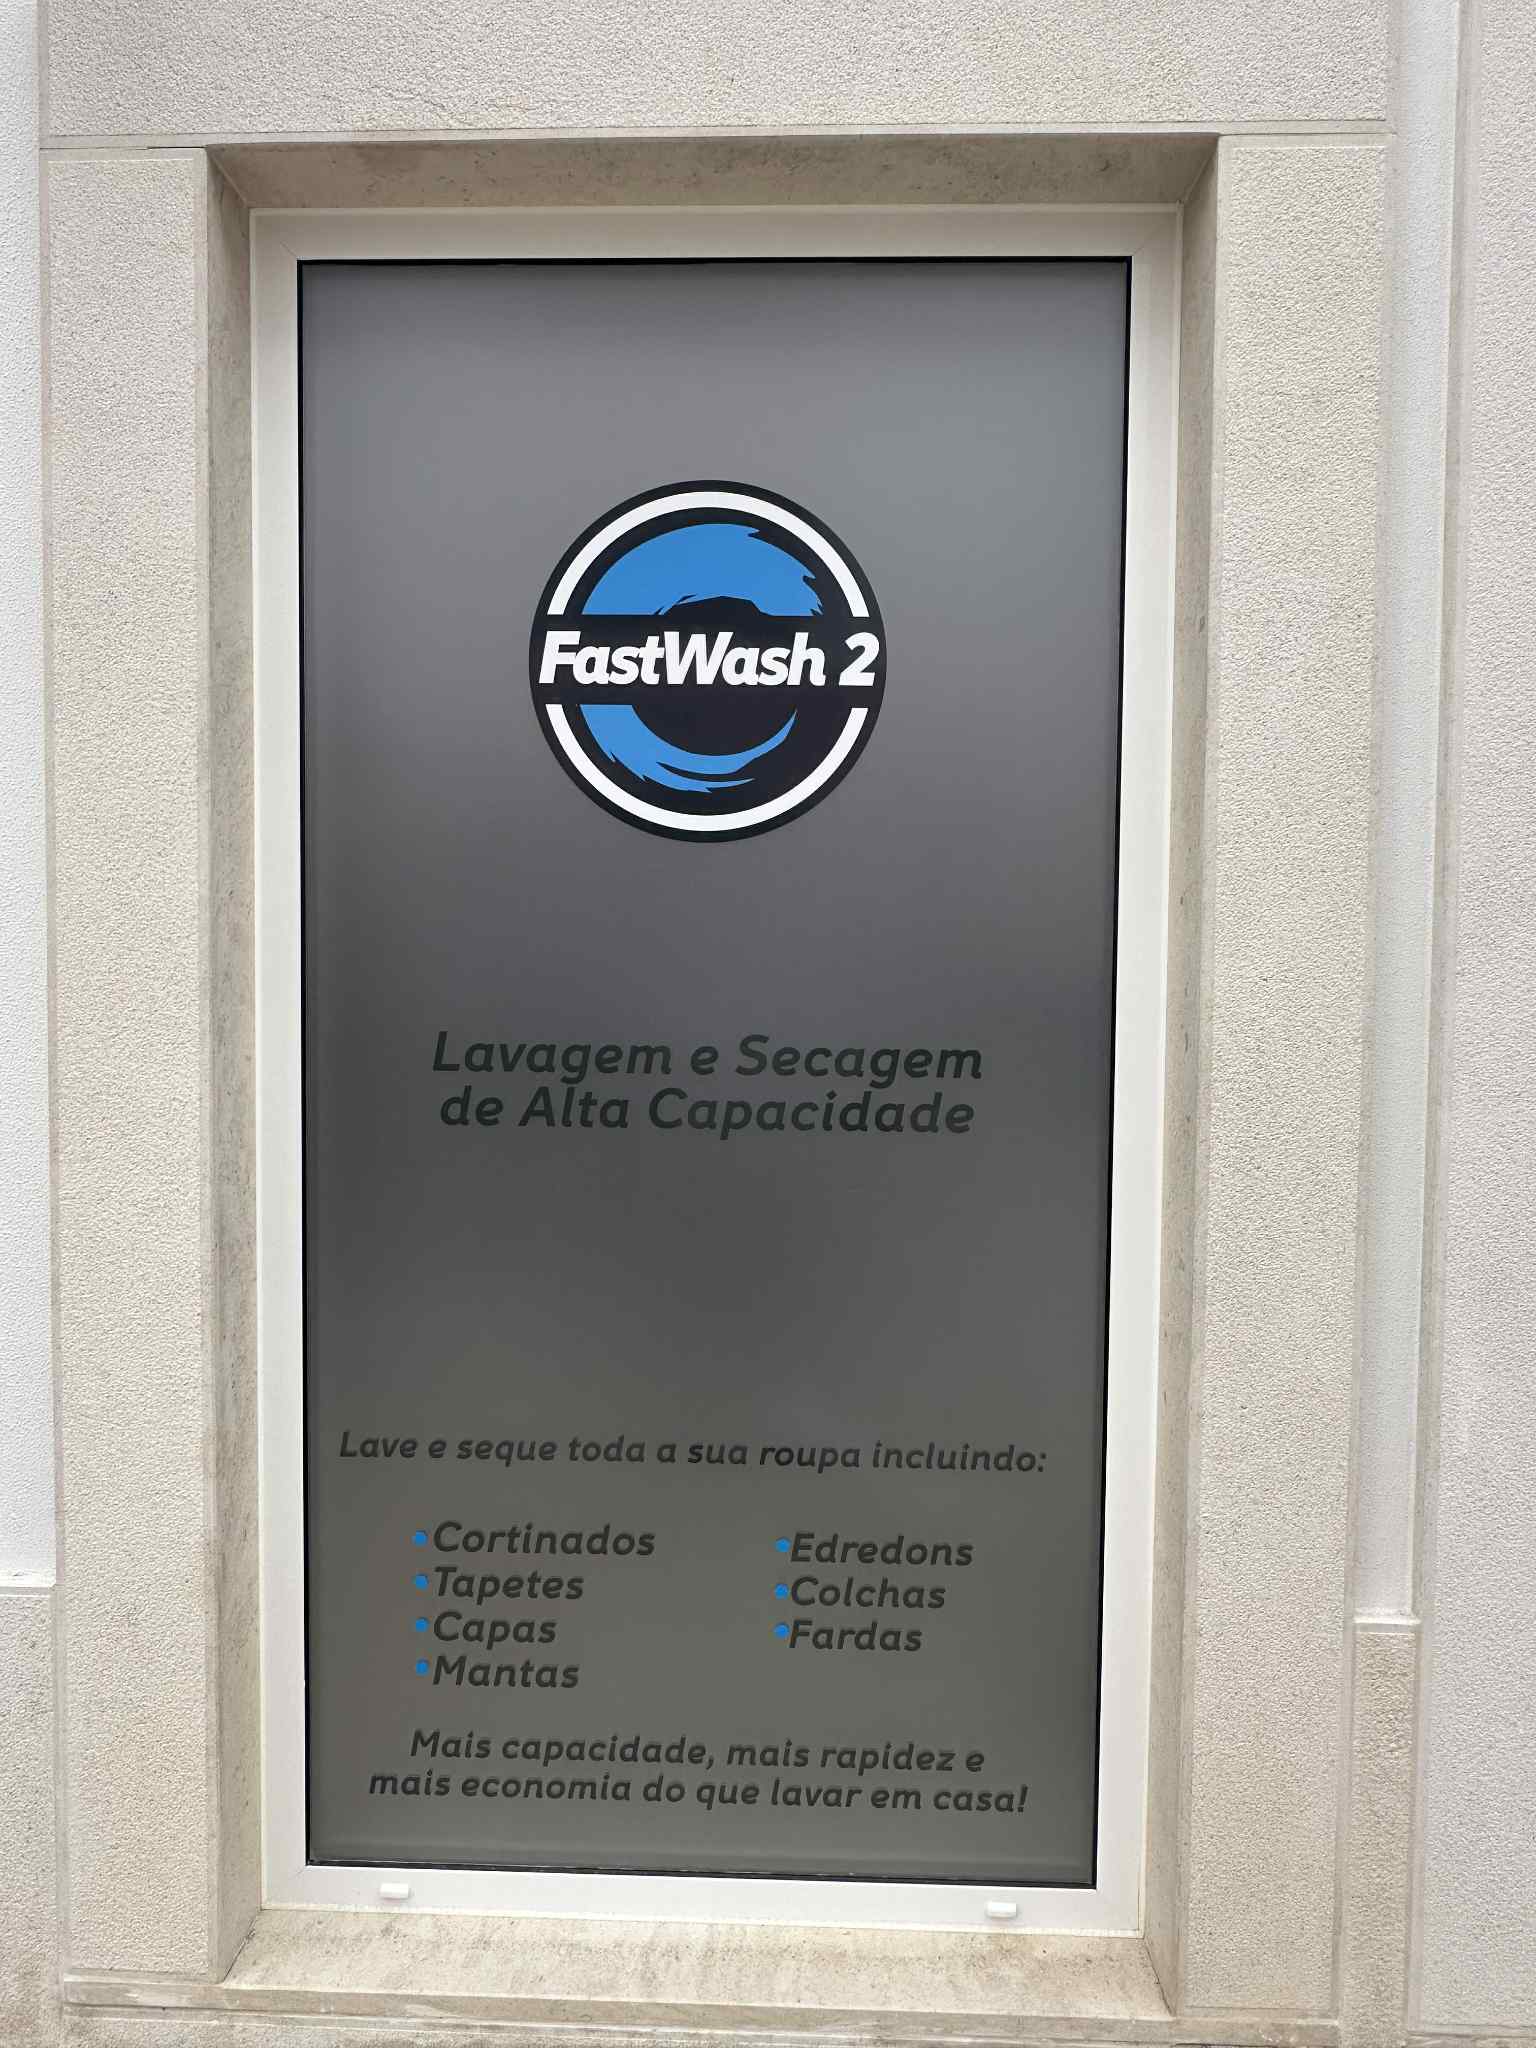 FastWash 2
Lavagem e Secagem
de Alta Capacidade
Lave e seque toda a sua roupa incluindo:
•Cortinados
•Tapetes
•Capas
•Mantas
•Edredons
•Colchas
•Fardas
Mais capacidade, mais rapidez e
mais economia do que lavar em casa!